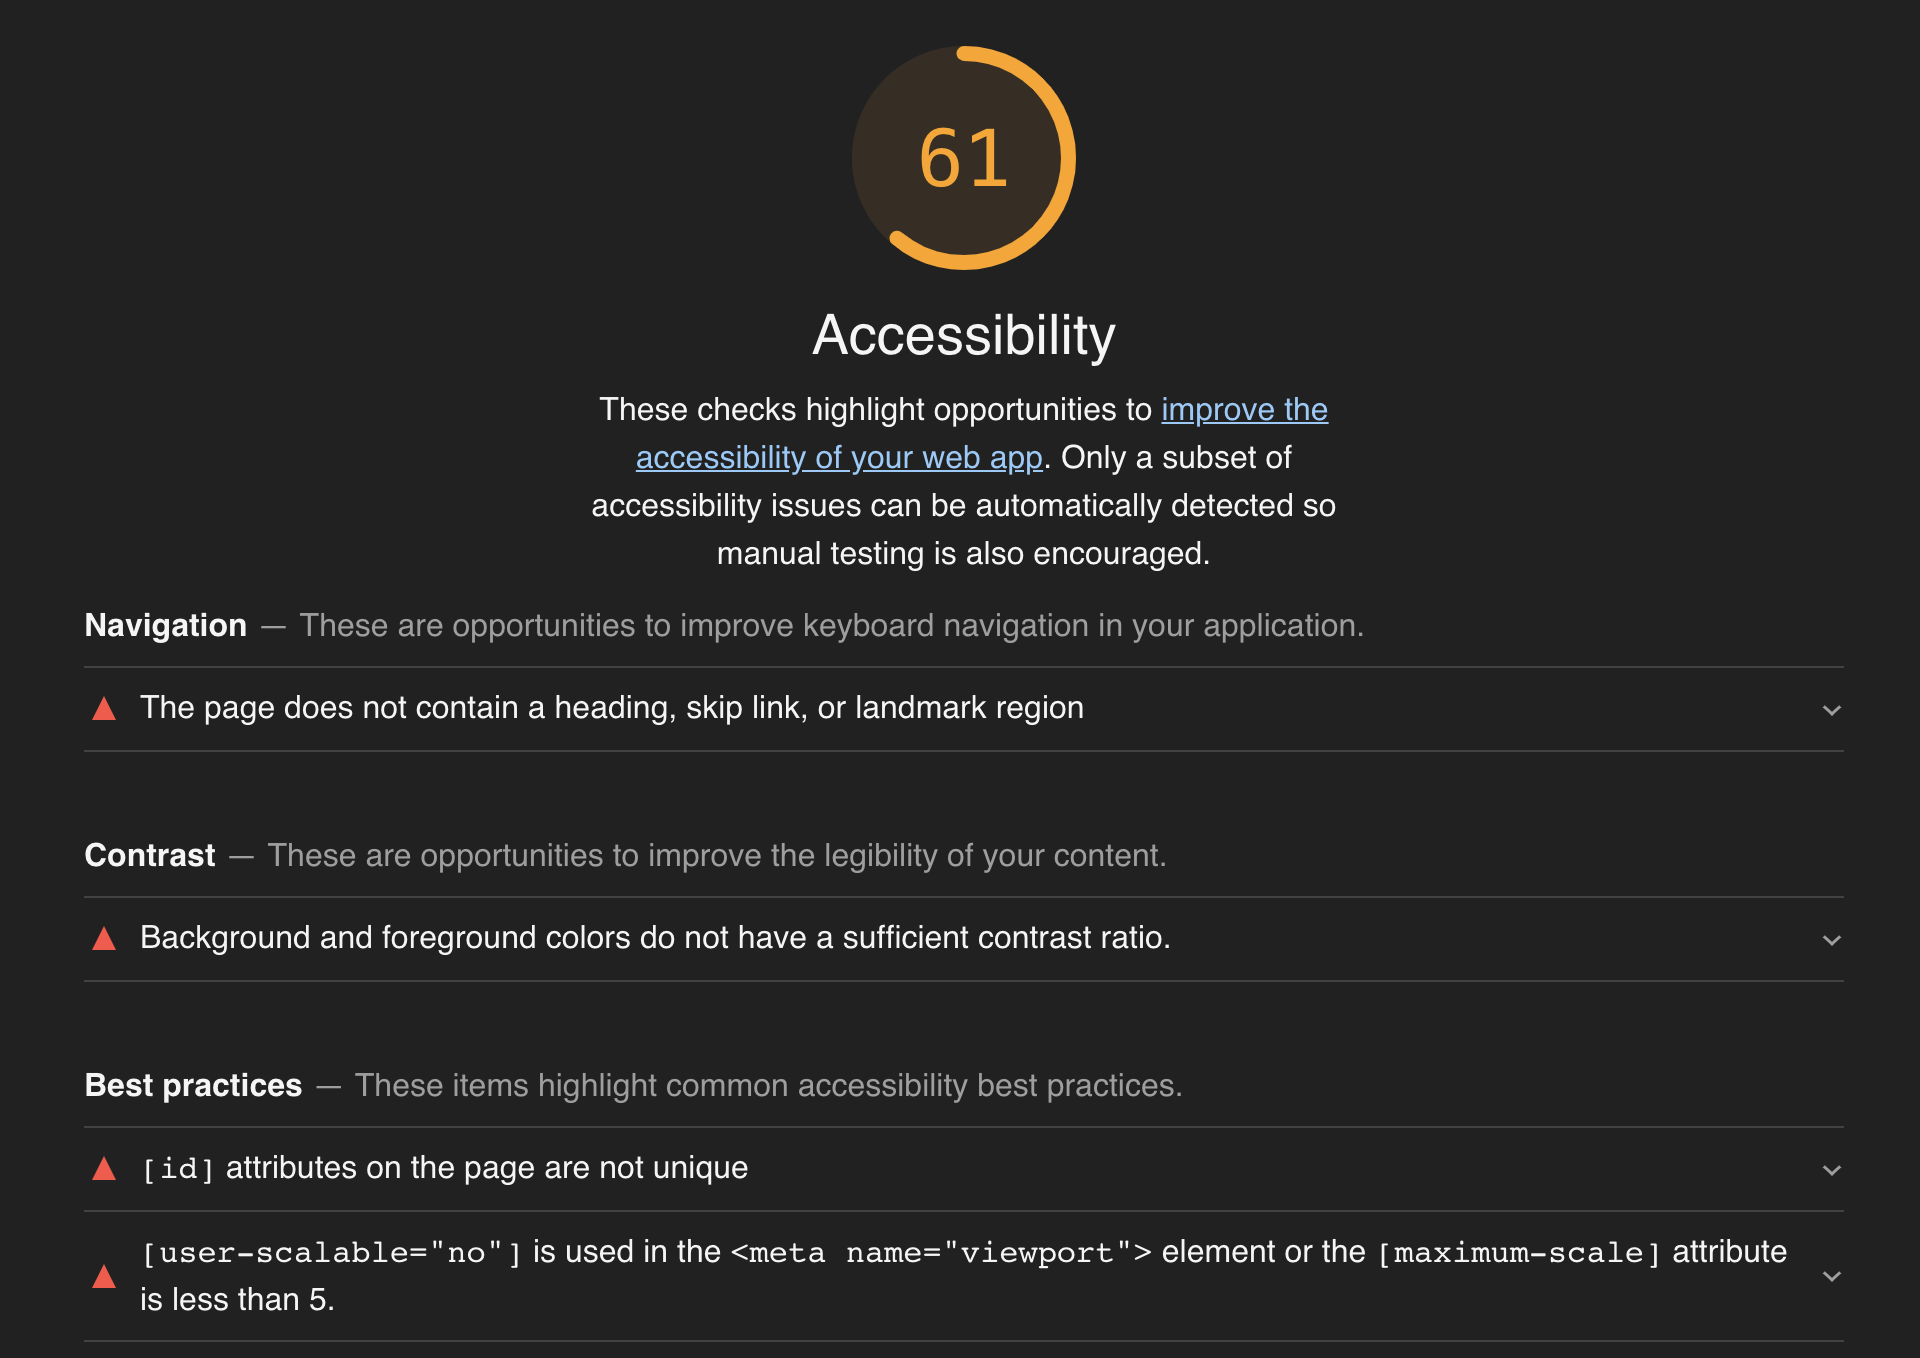 61
Accessibility
These checks highlight opportunities to improve the
accessibility of your web app. Only a subset of
accessibility issues can be automatically detected so
manual testing is also encouraged.
Navigation — These are opportunities to improve keyboard navigation in your application.
The page does not contain a heading, skip link, or landmark region
Contrast — These are opportunities to improve the legibility of your content.
Background and foreground colors do not have a sufficient contrast ratio.
Best practices — These items highlight common accessibility best practices.
[id] attributes on the page are not unique
[user-scalable="no"] is used in the <meta name="viewport"> element or the [maximum-scale] attribute
is less than 5.